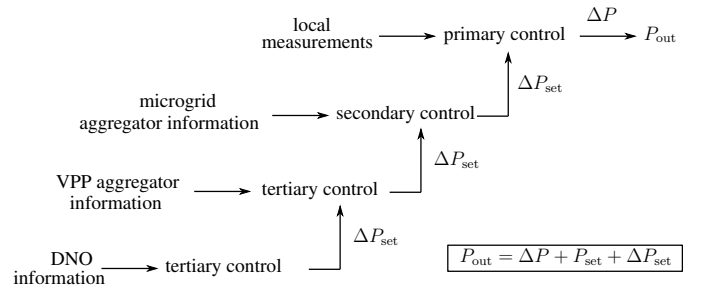 local
measurements
primary control
ΔP
P_out
ΔP_set
microgrid
aggregator information
secondary control
ΔP_set
VPP aggregator
information
tertiary control
ΔP_set
DNO
information
tertiary control
P_out = ΔP + P_set + ΔP_set